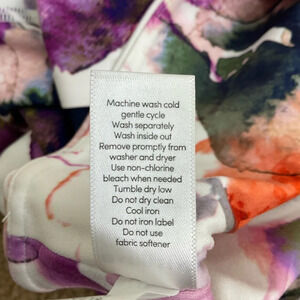 Machine wash cold
gentle cycle
Wash separately
Wash inside out
Remove promptly from
washer and dryer
Use non-chlorine
bleach when needed
Tumble dry low
Do not dry clean
Cool iron
Do not iron label
Do not use
fabric softener